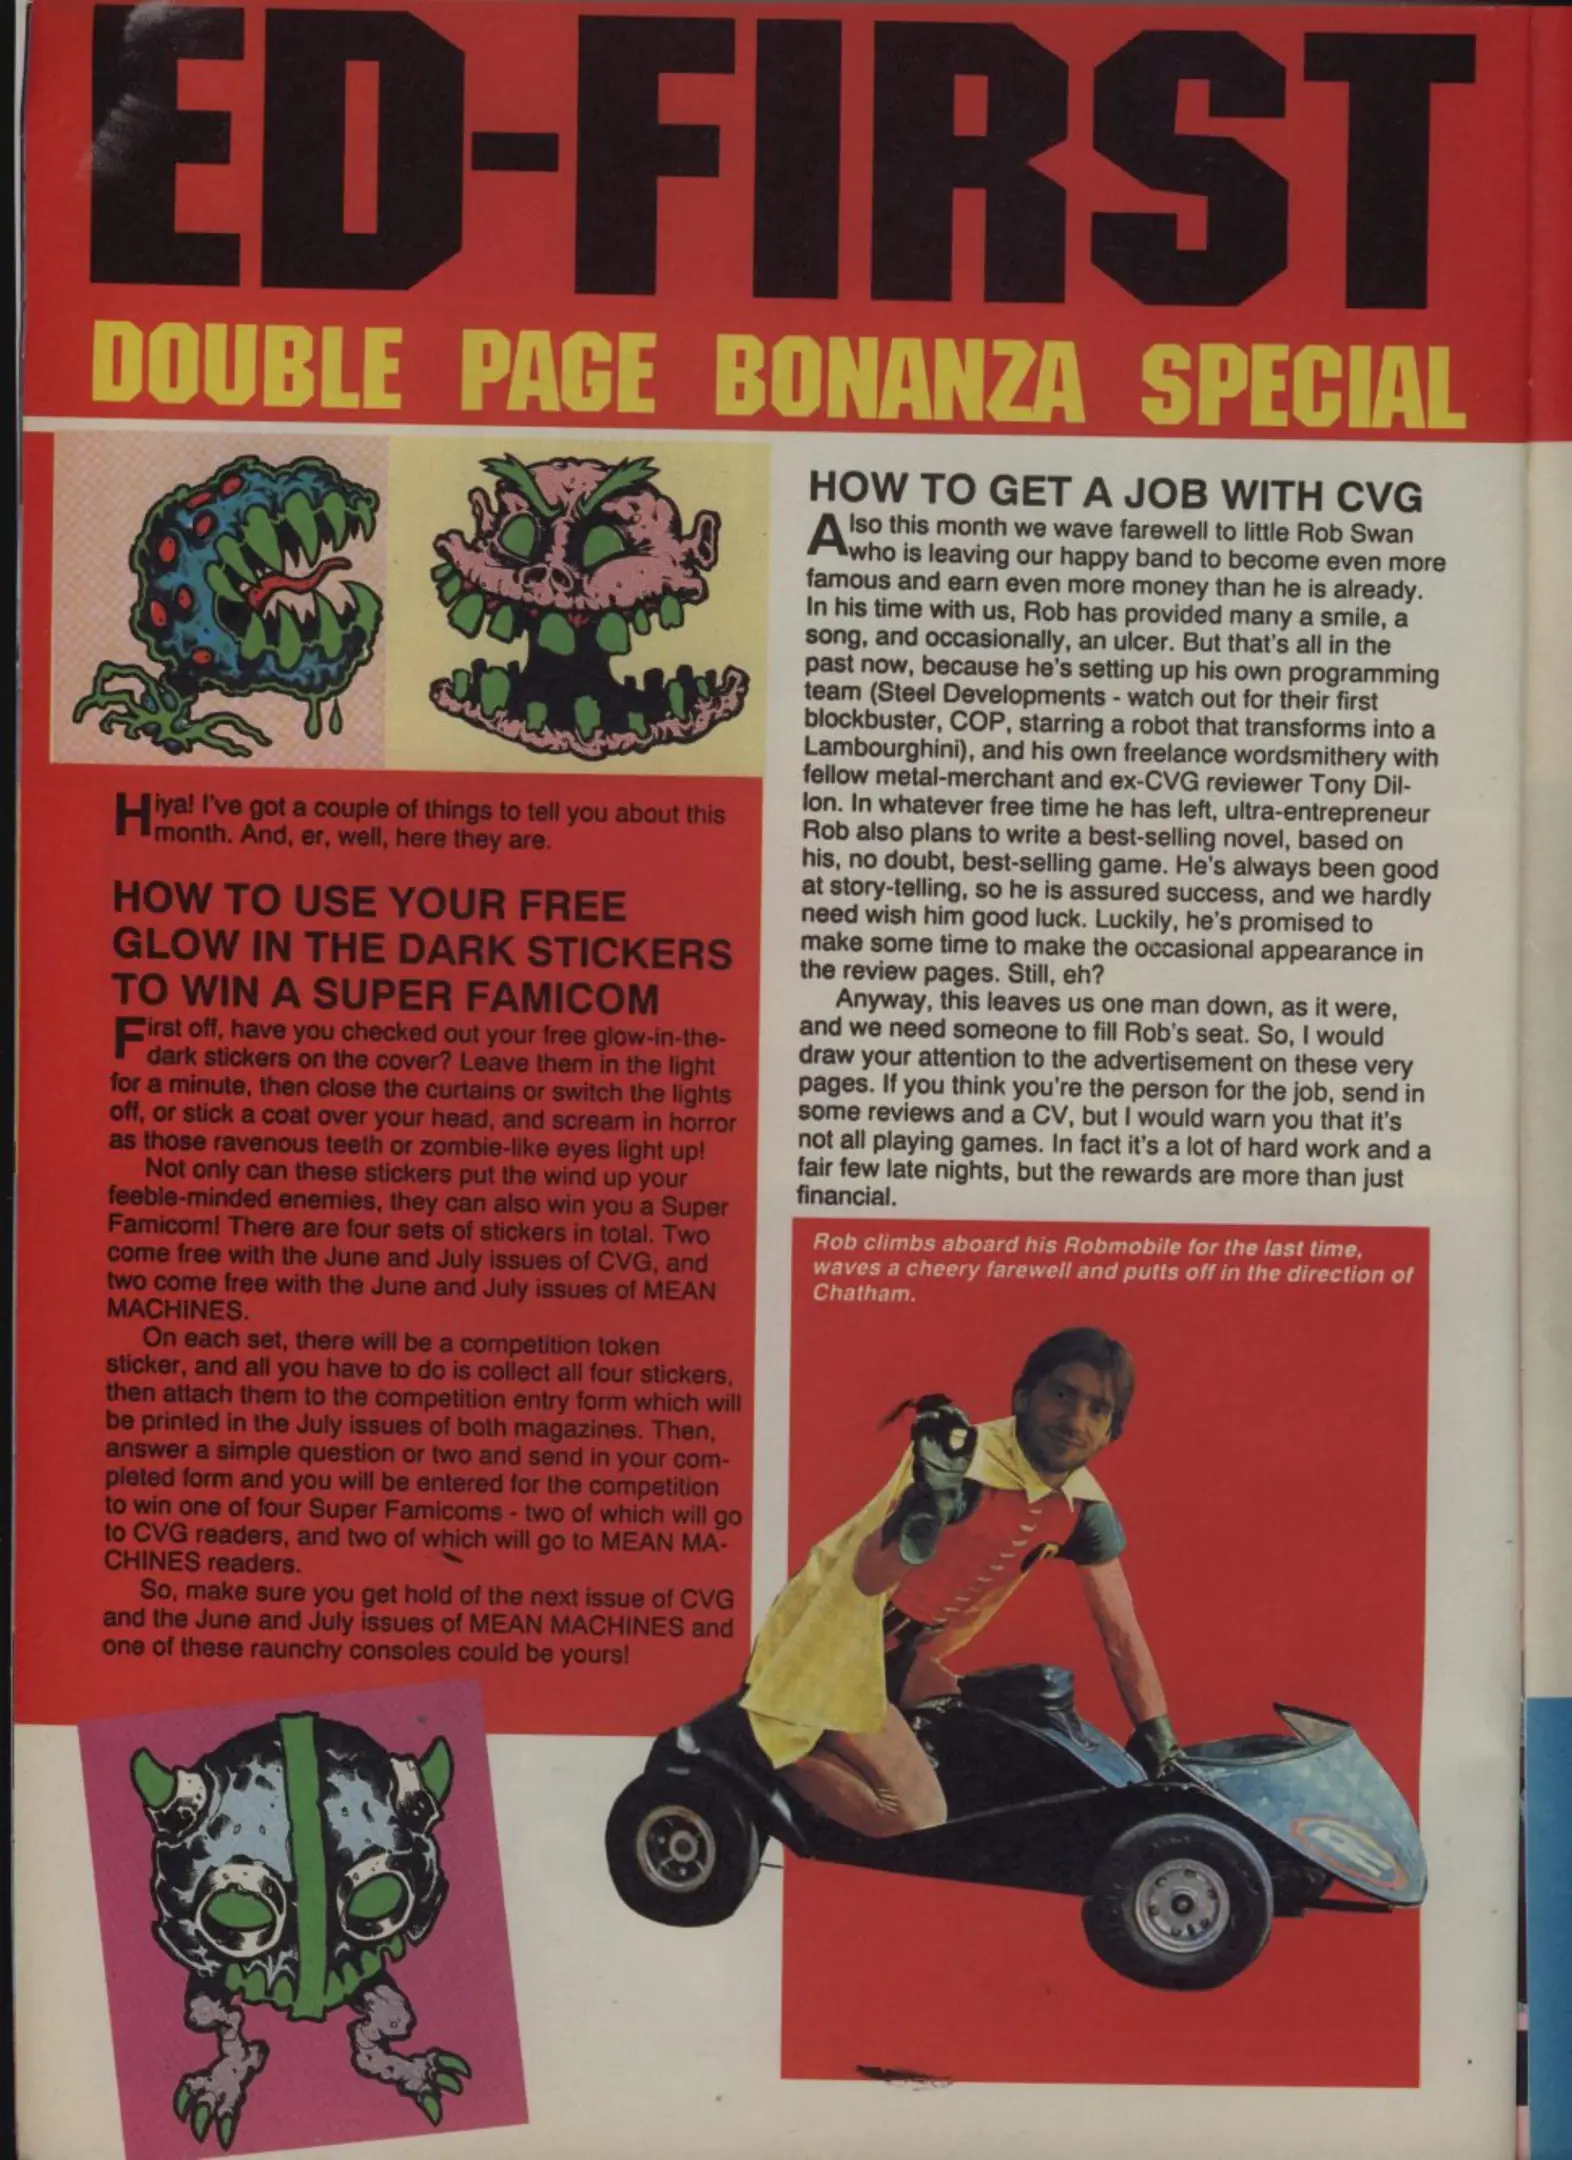 ED-FIRST
DOUBLE PAGE BONANZA SPECIAL
Hiya! I've got a couple of things to tell you about this
month. And, er, well, here they are.
HOW TO USE YOUR FREE
GLOW IN THE DARK STICKERS
TO WIN A SUPER FAMICOM
First off, have you checked out your free glow-in-the-
dark stickers on the cover? Leave them in the light
for a minute, then close the curtains or switch the lights
off, or stick a coat over your head, and scream in horror
as those ravenous teeth or zombie-like eyes light up!
Not only can these stickers put the wind up your
feeble-minded enemies, they can also win you a Super
Famicom! There are four sets of stickers in total. Two
come free with the June and July issues of CVG, and
two come free with the June and July issues of MEAN
MACHINES.
On each set, there will be a competition token
sticker, and all you have to do is collect all four stickers,
then attach them to the competition entry form which will
be printed in the July issues of both magazines. Then,
answer a simple question or two and send in your com-
pleted form and you will be entered for the competition
to win one of four Super Famicoms - two of which will go
to CVG readers, and two of which will go to MEAN MA-
CHINES readers.
So, make sure you get hold of the next issue of CVG
and the June and July issues of MEAN MACHINES and
one of these raunchy consoles could be yours!
HOW TO GET A JOB WITH CVG
Also this month we wave farewell to little Rob Swan
who is leaving our happy band to become even more
famous and earn even more money than he is already.
In his time with us, Rob has provided many a smile, a
song, and occasionally, an ulcer. But that's all in the
past now, because he's setting up his own programming
team (Steel Developments - watch out for their first
blockbuster, COP, starring a robot that transforms into a
Lambourghini), and his own freelance wordsmithery with
fellow metal-merchant and ex-CVG reviewer Tony Dil-
lon. In whatever free time he has left, ultra-entrepreneur
Rob also plans to write a best-selling novel, based on
his, no doubt, best-selling game. He's always been good
at story-telling, so he is assured success, and we hardly
need wish him good luck. Luckily, he's promised to
make some time to make the occasional appearance in
the review pages. Still, eh?
Anyway, this leaves us one man down, as it were,
and we need someone to fill Rob's seat. So, I would
draw your attention to the advertisement on these very
pages. If you think you're the person for the job, send in
some reviews and a CV, but I would warn you that it's
not all playing games. In fact it's a lot of hard work and a
fair few late nights, but the rewards are more than just
financial.
Rob climbs aboard his Robmobile for the last time,
waves a cheery farewell and putts off in the direction of
Chatham.